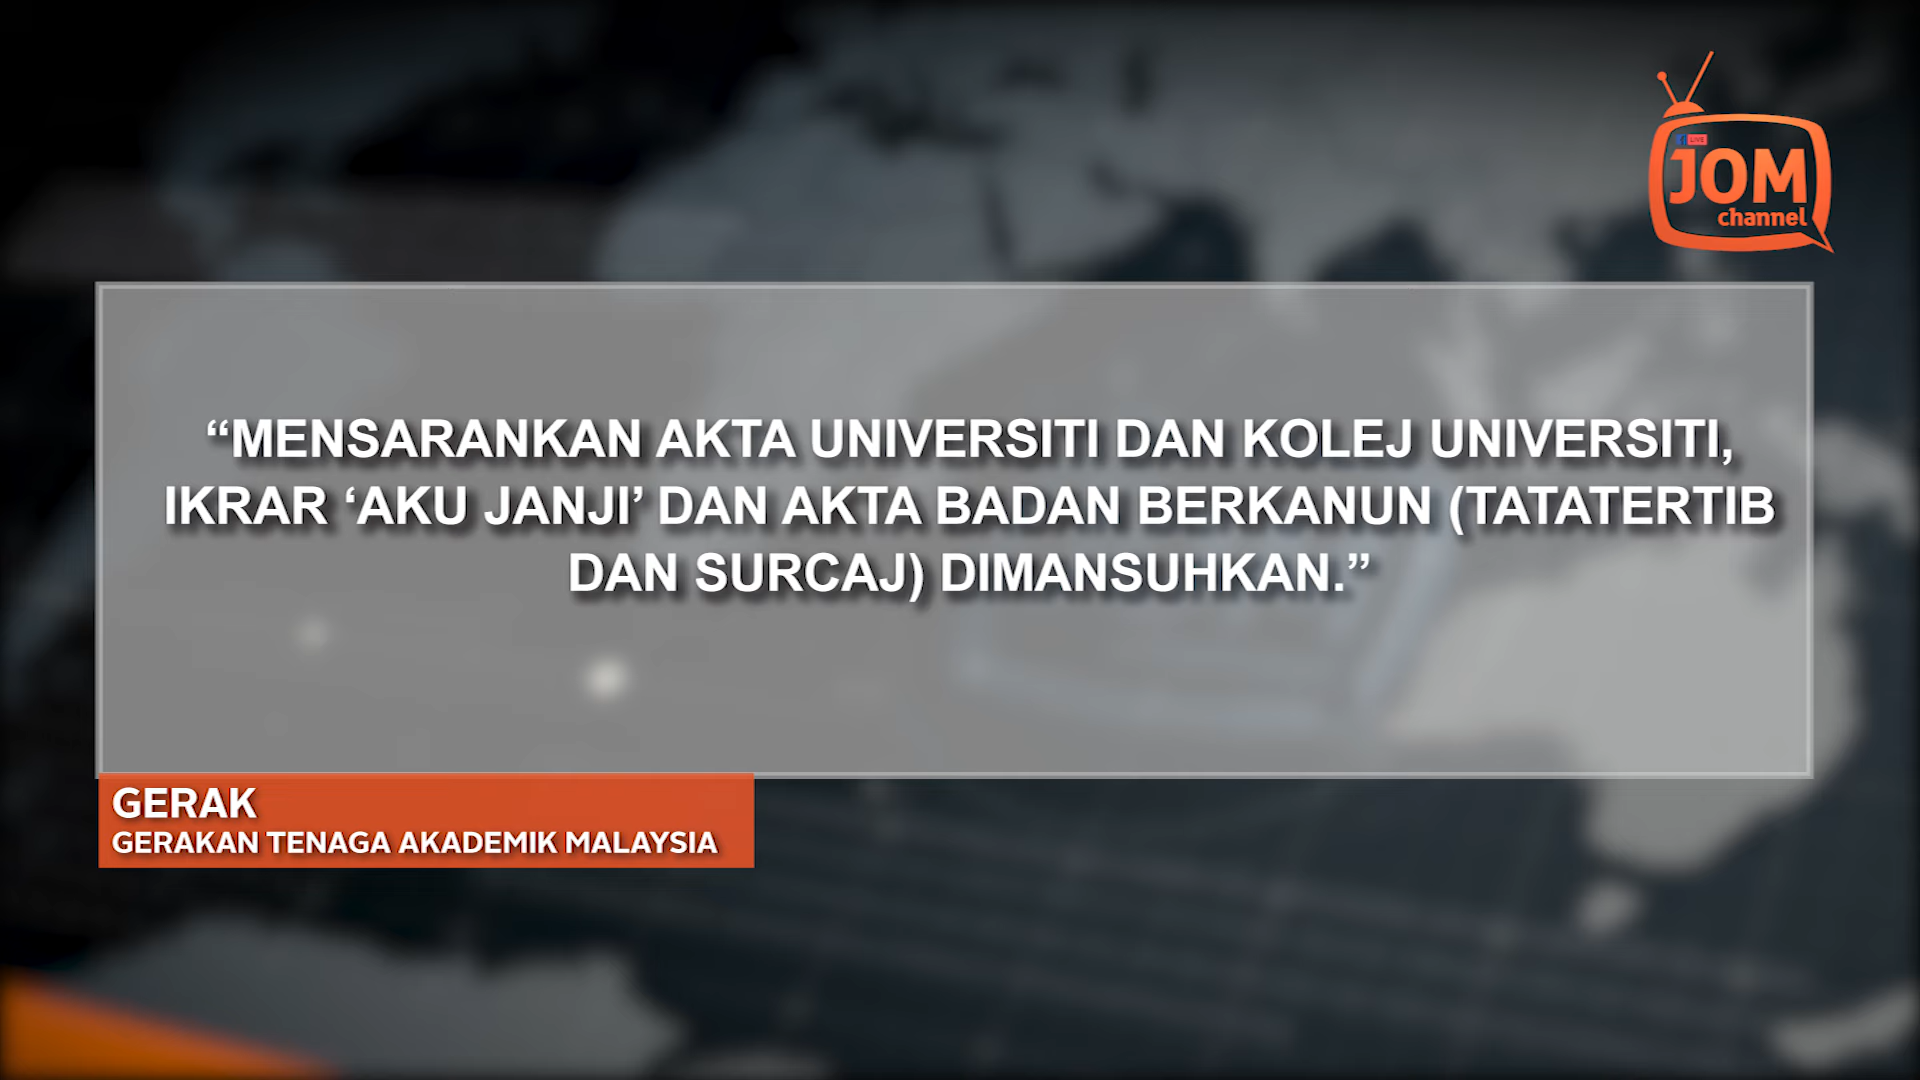 LIVE
JOM
channel
“MENSARANKAN AKTA UNIVERSITI DAN KOLEJ UNIVERSITI,
IKRAR ‘AKU JANJI’ DAN AKTA BADAN BERKANUN (TATATERTIB
DAN SURCAJ) DIMANSUHKAN.”
GERAK
GERAKAN TENAGA AKADEMIK MALAYSIA